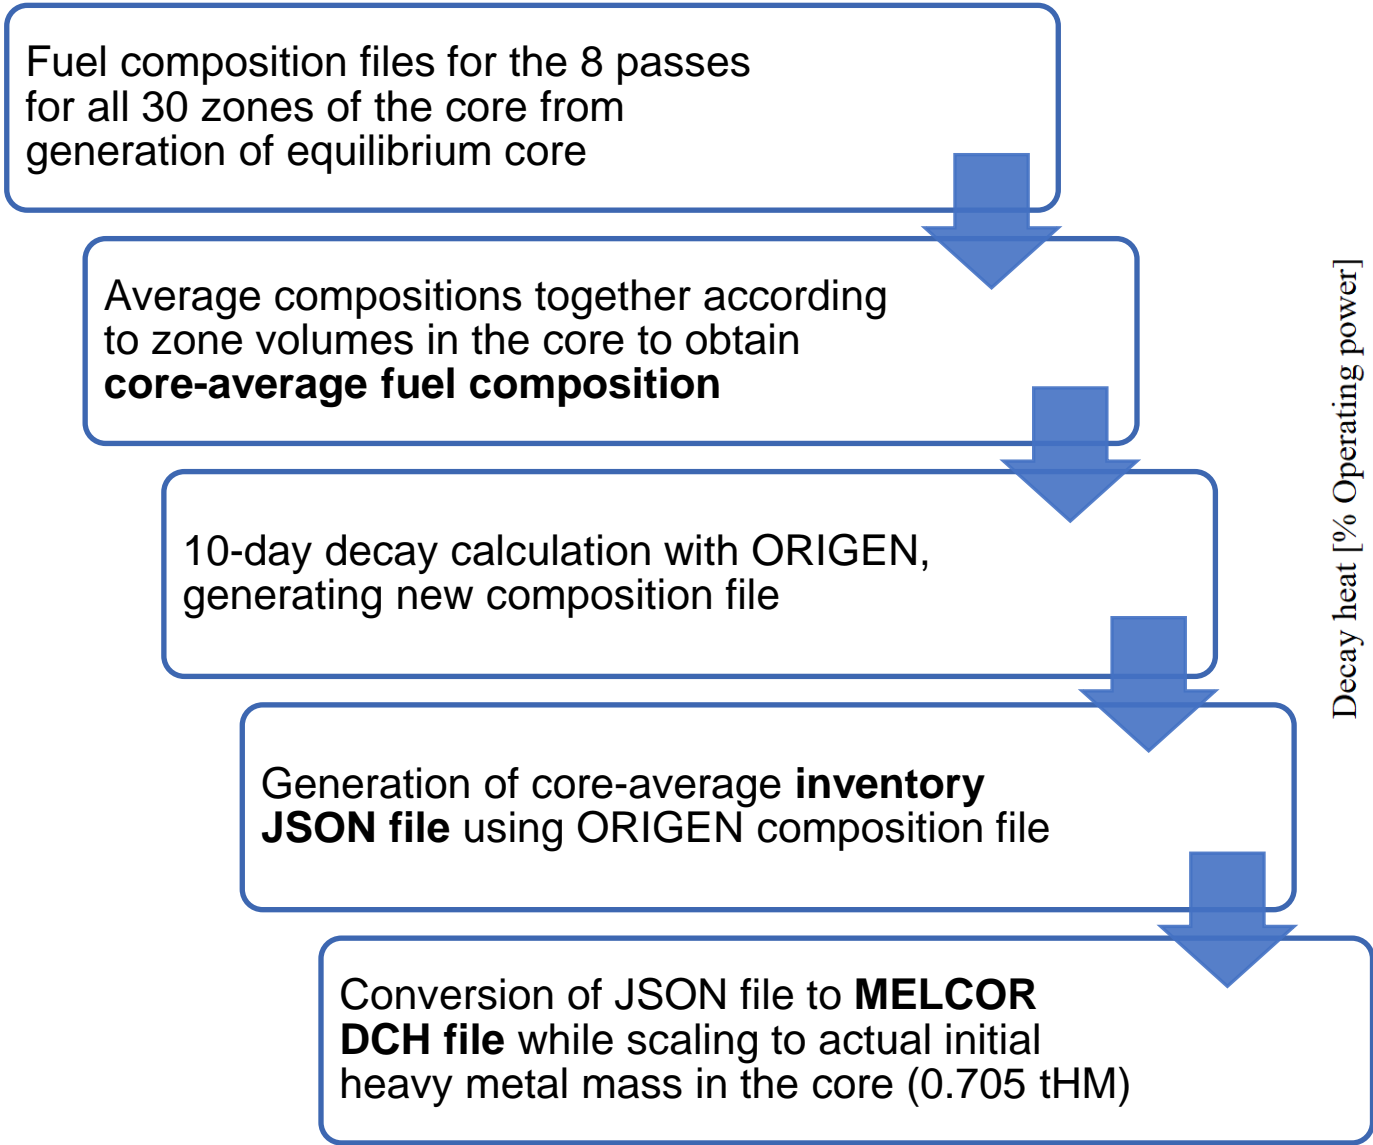 Fuel composition files for the 8 passes
for all 30 zones of the core from
generation of equilibrium core
Average compositions together according
to zone volumes in the core to obtain
core-average fuel composition
10-day decay calculation with ORIGEN,
generating new composition file
Generation of core-average inventory
JSON file using ORIGEN composition file
Conversion of JSON file to MELCOR
DCH file while scaling to actual initial
heavy metal mass in the core (0.705 tHM)
Decay heat [% Operating power]